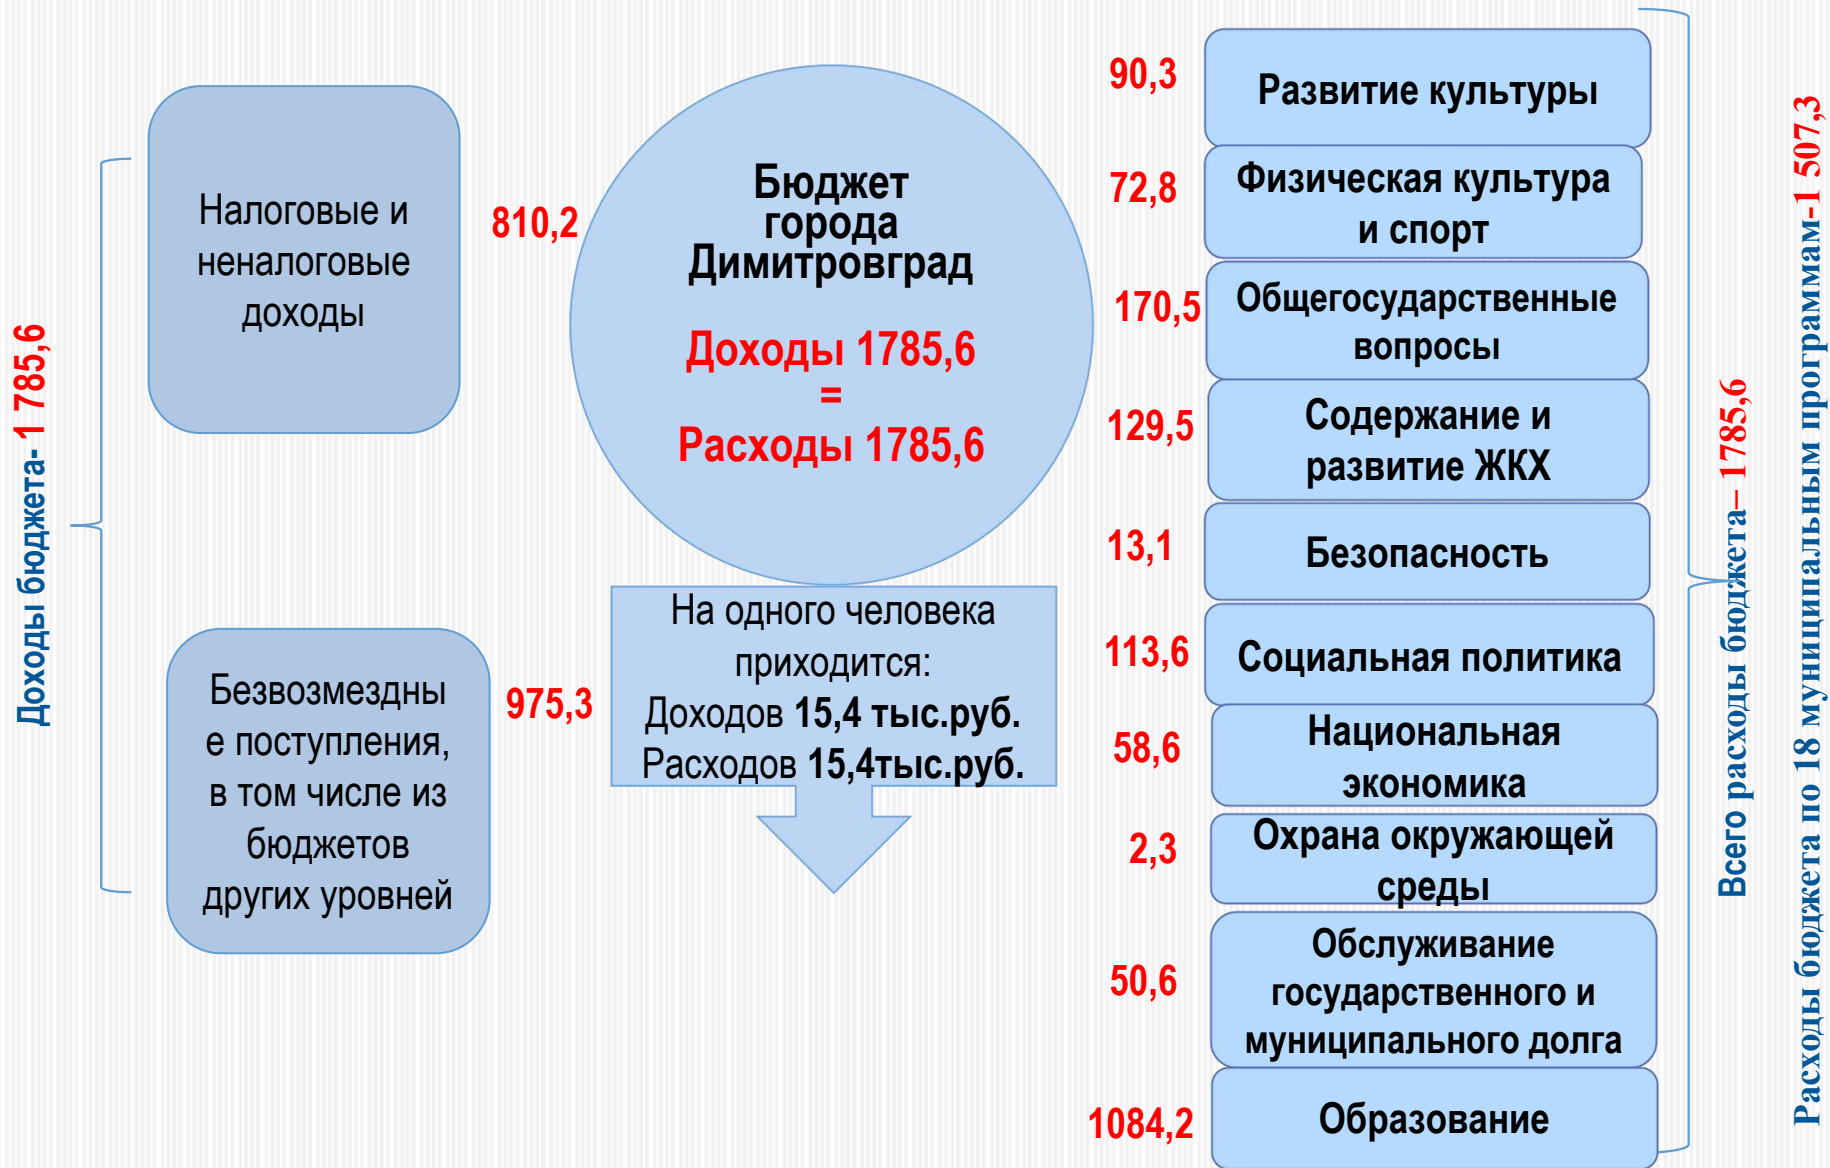 Доходы бюджета- 1 785,6
Налоговые и
неналоговые
доходы
810,2
Безвозмездны
е поступления,
в том числе из
бюджетов
других уровней
975,3
Бюджет
города
Димитровград
Доходы 1785,6
=
Расходы 1785,6
На одного человека
приходится:
Доходов 15,4 тыс.руб.
Расходов 15,4тыс.руб.
90,3
Развитие культуры
72,8
Физическая культура
и спорт
170,5
Общегосударственные
вопросы
129,5
Содержание и
развитие ЖКХ
13,1
Безопасность
113,6
Социальная политика
58,6
Национальная
экономика
2,3
Охрана окружающей
среды
50,6
Обслуживание
государственного и
муниципального долга
1084,2
Образование
Всего расходы бюджета– 1785,6
Расходы бюджета по 18 муниципальным программам-1 507,3